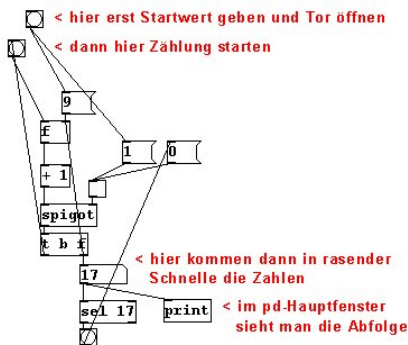 < hier erst Startwert geben und Tor öffnen
< dann hier Zählung starten
9
f
1
0
+ 1
spigot
t b f
< hier kommen dann in rasender
Schnelle die Zahlen
17
sel 17
print
< im pd-Hauptfenster
sieht man die Abfolge